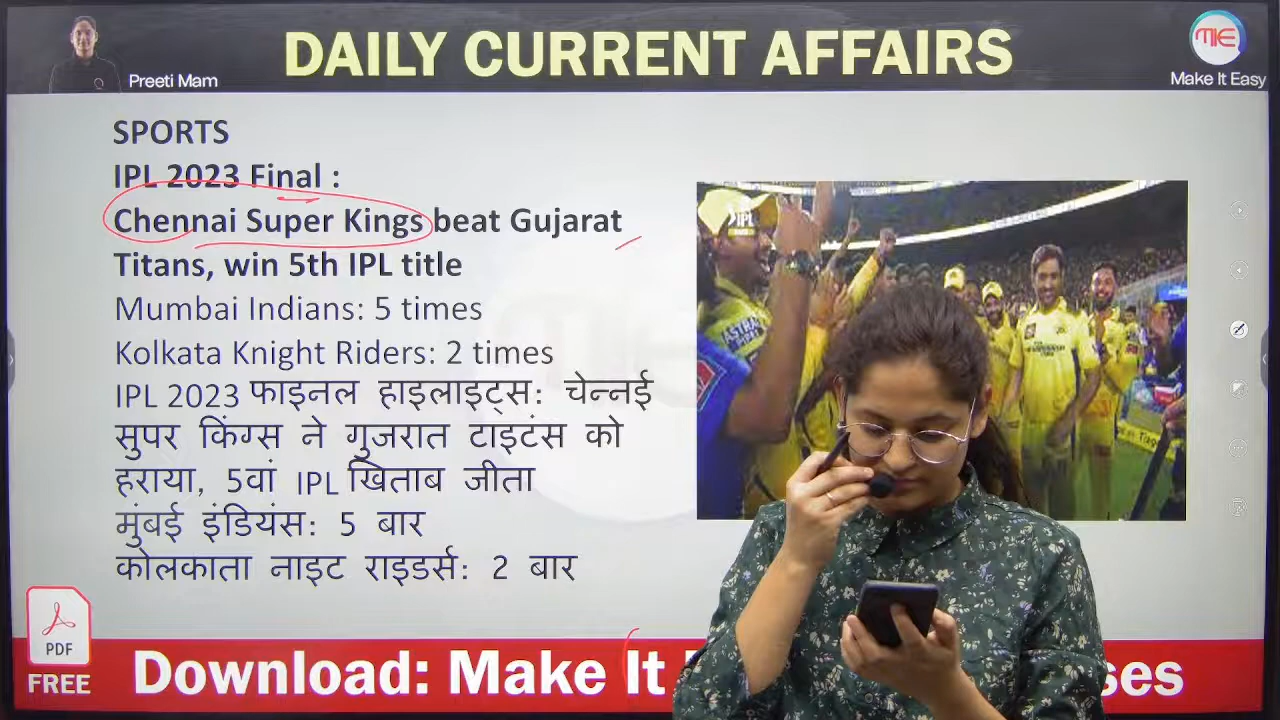 DAILY CURRENT AFFAIRS
Preeti Mam
MIE
Make It Easy
SPORTS
IPL 2023 Final :
Chennai Super Kings beat Gujarat
Titans, win 5th IPL title
Mumbai Indians: 5 times
Kolkata Knight Riders: 2 times
IPL 2023 फाइनल हाइलाइट्स: चेन्नई
सुपर किंग्स ने गुजरात टाइटंस को
हराया, 5वां IPL खिताब जीता
मुंबई इंडियंस: 5 बार
कोलकाता नाइट राइडर्स: 2 बार
IPL
PDF
FREE
Download: Make It